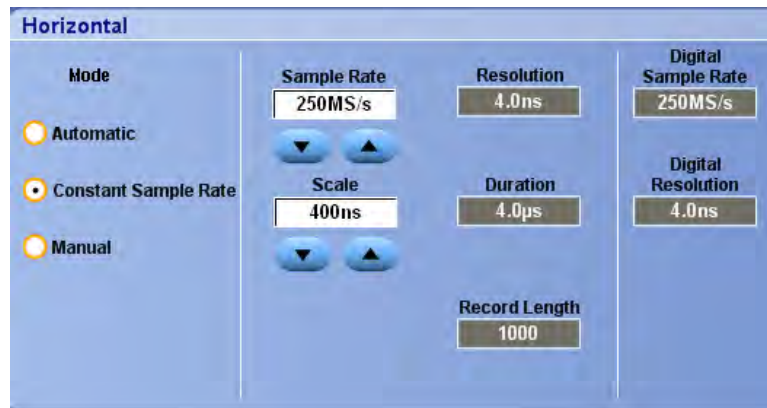 Horizontal
Mode
Automatic
Constant Sample Rate
Manual
Sample Rate
250MS/s
Scale
400ns
Resolution
4.0ns
Duration
4.0µs
Record Length
1000
Digital
Sample Rate
250MS/s
Digital
Resolution
4.0ns